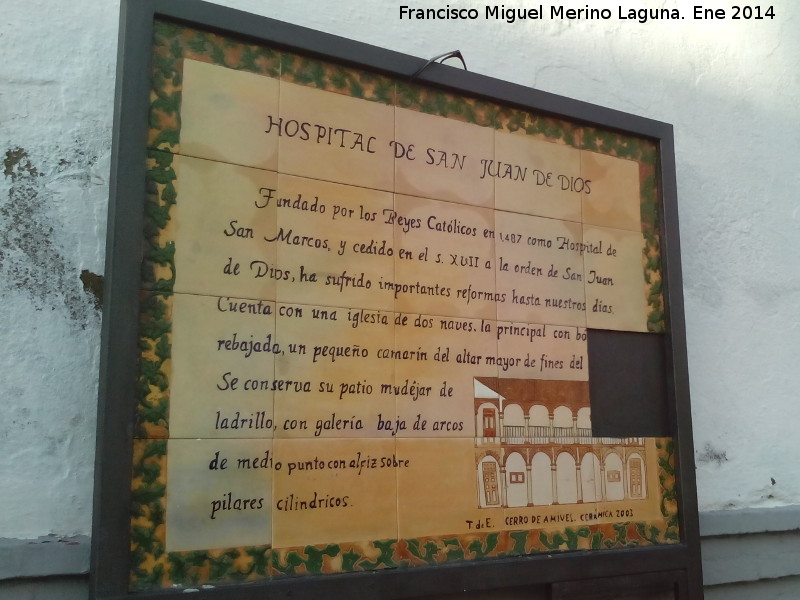 Francisco Miguel Merino Laguna. Ene 2014
HOSPITAL DE SAN JUAN DE DIOS
Fundado por los Reyes Católicos en 1.487 como Hospital de
San Marcos, y cedido en el s. XVII a la orden de San Juan
de Dios, ha sufrido importantes reformas hasta nuestros días.
Cuenta con una iglesia de dos naves. la principal con bo
rebajada, un pequeño camarín del altar mayor de fines del
Se conserva su patio mudéjar de
ladrillo, con galería baja de arcos
de medio punto con alfiz sobre
pilares cilindricos.
T. de E. CERRO DE AMIVEL. CERÁMICA 2003